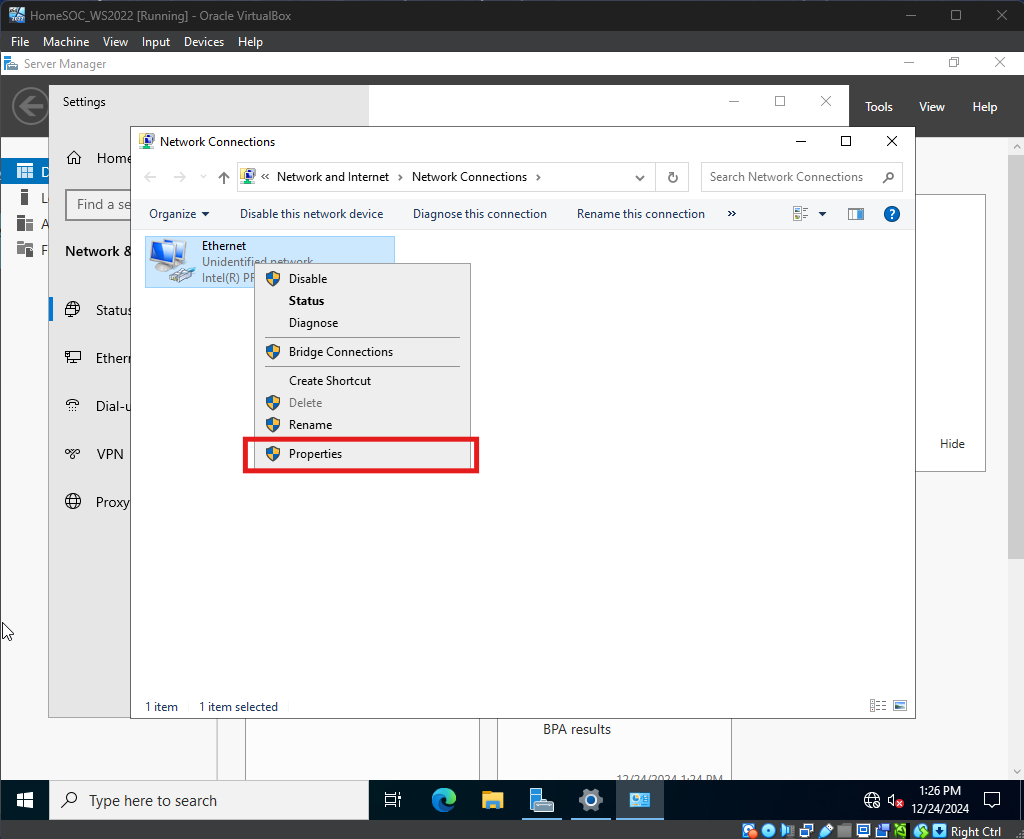 HomeSOC_WS2022 [Running] - Oracle VirtualBox
File Machine View Input Devices Help
Server Manager
Settings
Tools View Help
Network Connections
Home
« Network and Internet › Network Connections ›
Search Network Connections
Find a se
Organize
Disable this network device
Diagnose this connection
Rename this connection
»
Network &
Ethernet
Unidentified network
Intel(R) PR
Disable
Status
Diagnose
Bridge Connections
Create Shortcut
Delete
Rename
Properties
Status
Ethern
Dial-u
VPN
Proxy
Hide
1 item
1 item selected
BPA results
12/24/2024 1:24 PM
Type here to search
1:26 PM
12/24/2024
Right Ctrl